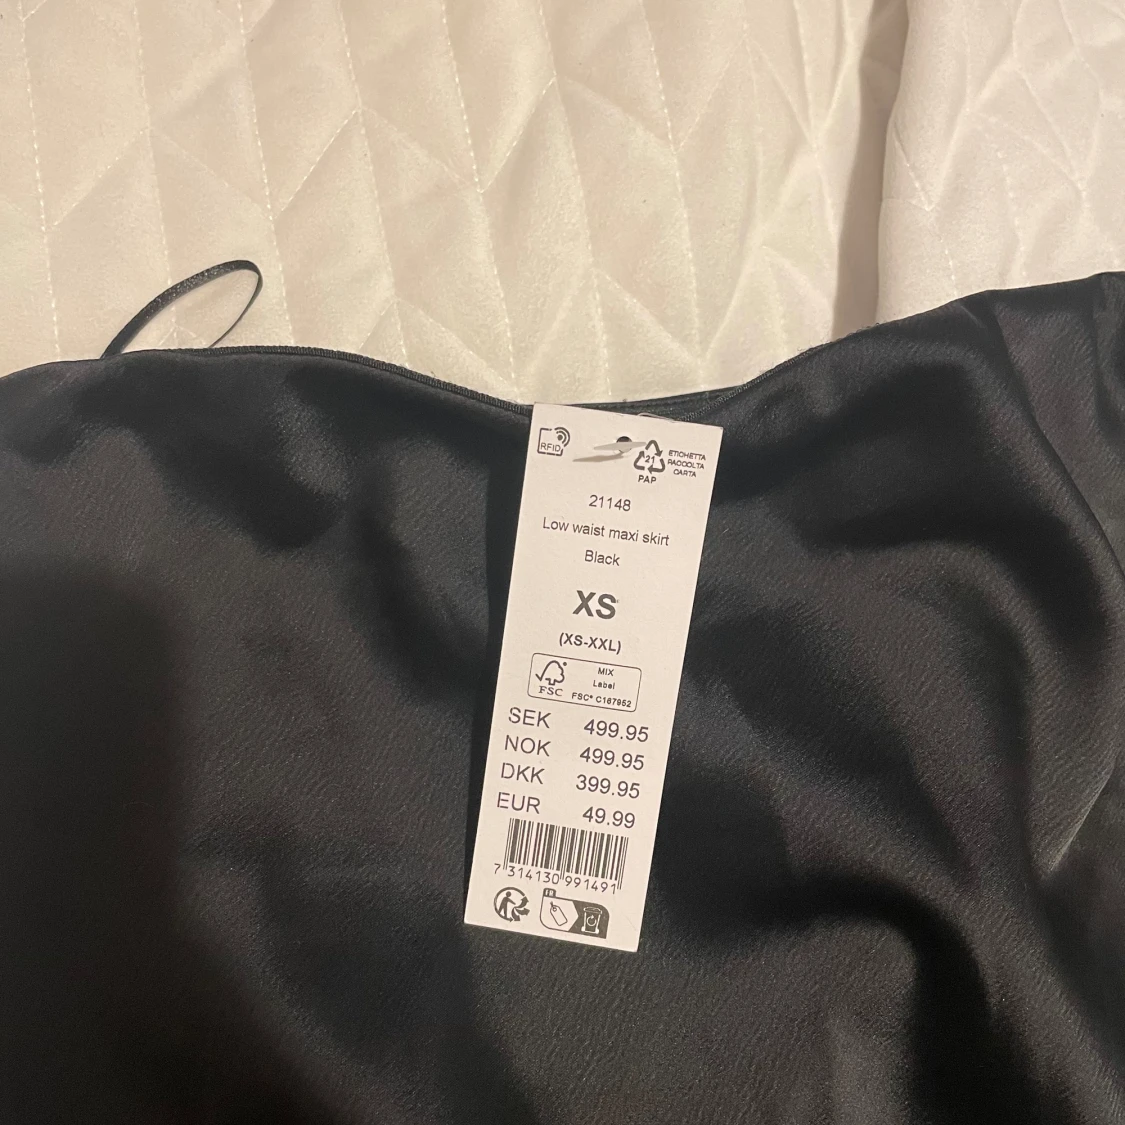 RFID
21
PAP
ETICHETTA
RACCOLTA
CARTA
21148
Low waist maxi skirt
Black
XS
(XS-XXL)
FSC
MIX
Label
FSC® C167952
SEK 499.95
NOK 499.95
DKK 399.95
EUR 49.99
7 314130 991491
FR